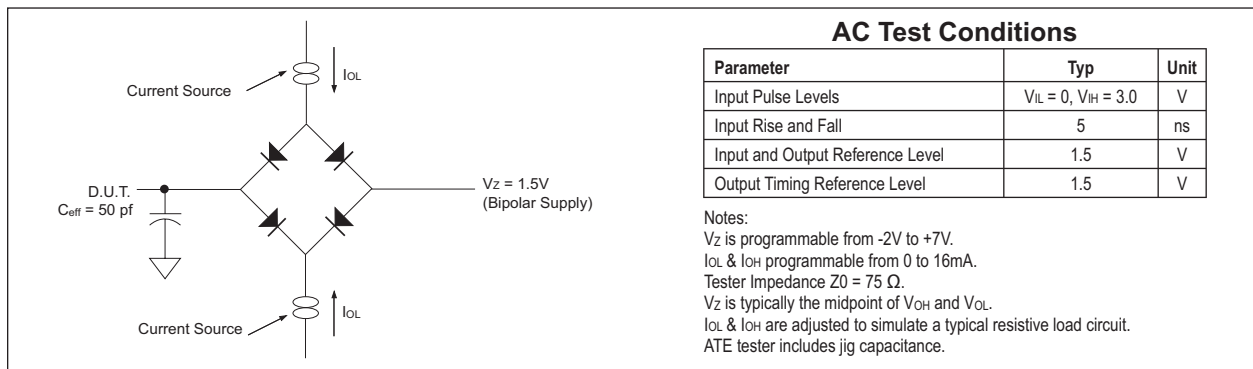 Current Source
IOL
D.U.T.
Ceff = 50 pf
VZ = 1.5V
(Bipolar Supply)
IOL
Current Source
AC Test Conditions
Parameter Typ Unit
Input Pulse Levels VIL = 0, VIH = 3.0 V
Input Rise and Fall 5 ns
Input and Output Reference Level 1.5 V
Output Timing Reference Level 1.5 V
Notes:
VZ is programmable from -2V to +7V.
IOL & IOH programmable from 0 to 16mA.
Tester Impedance Z0 = 75 Ω.
VZ is typically the midpoint of VOH and VOL.
IOL & IOH are adjusted to simulate a typical resistive load circuit.
ATE tester includes jig capacitance.